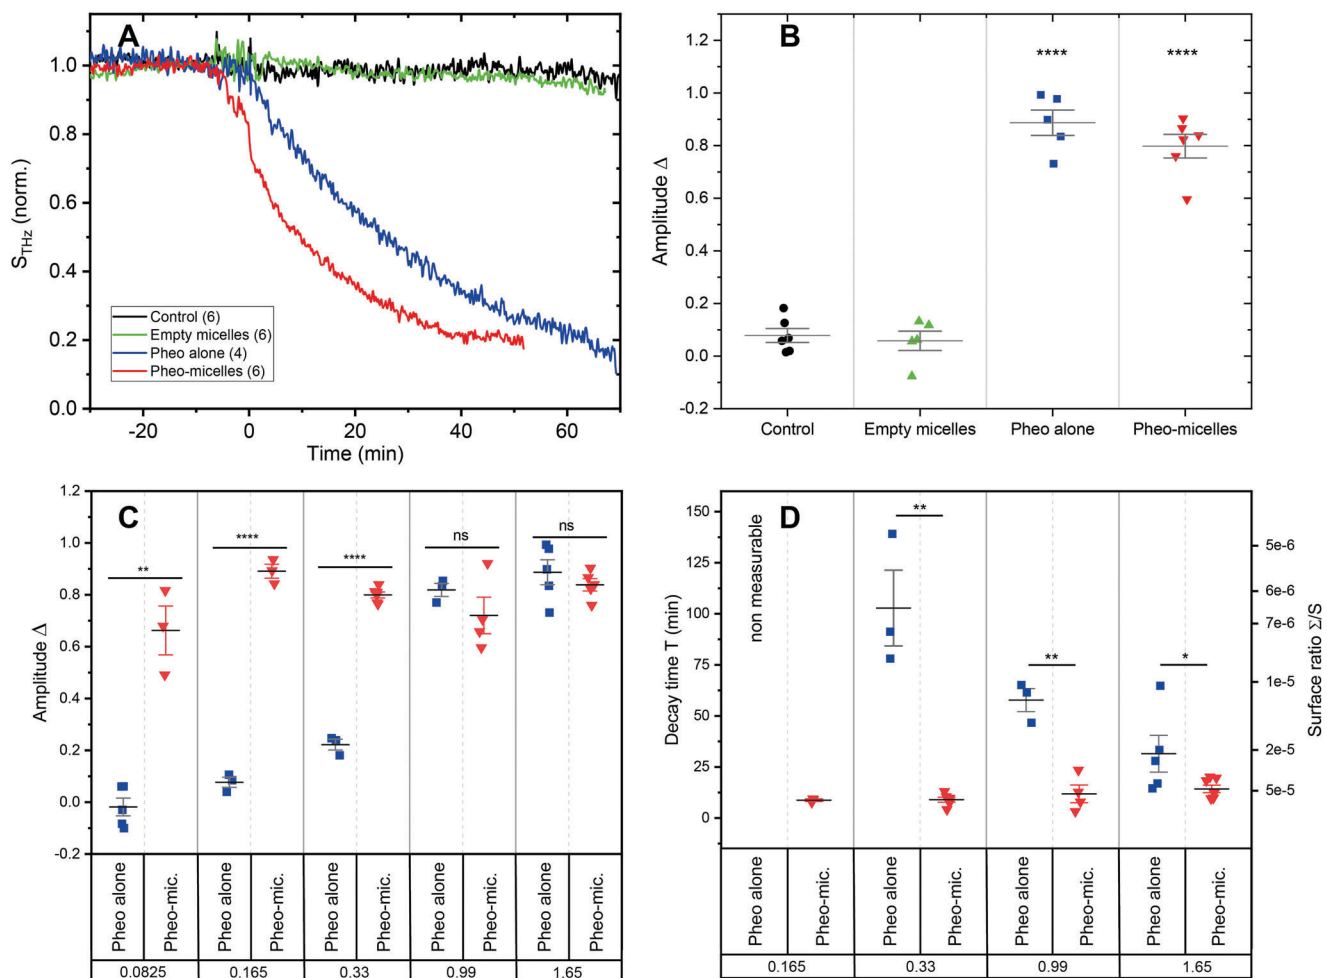 A
1.0
0.8
0.6
0.4
0.2
0.0
S_THz (norm.)
Control (6)
Empty micelles (6)
Pheo alone (4)
Pheo-micelles (6)
-20
0
20
40
60
Time (min)
B
1.2
1.0
0.8
0.6
0.4
0.2
0.0
-0.2
Amplitude Δ
****
****
Control
Empty micelles
Pheo alone
Pheo-micelles
C
1.2
1.0
0.8
0.6
0.4
0.2
0.0
-0.2
Amplitude Δ
**
****
****
ns
ns
Pheo alone
Pheo-mic.
Pheo alone
Pheo-mic.
Pheo alone
Pheo-mic.
Pheo alone
Pheo-mic.
Pheo alone
Pheo-mic.
0.0825
0.165
0.33
0.99
1.65
D
150
125
100
75
50
25
0
Decay time T (min)
non measurable
**
**
*
5e-6
6e-6
7e-6
1e-5
2e-5
5e-5
Surface ratio Σ/S
Pheo alone
Pheo-mic.
Pheo alone
Pheo-mic.
Pheo alone
Pheo-mic.
Pheo alone
Pheo-mic.
0.165
0.33
0.99
1.65